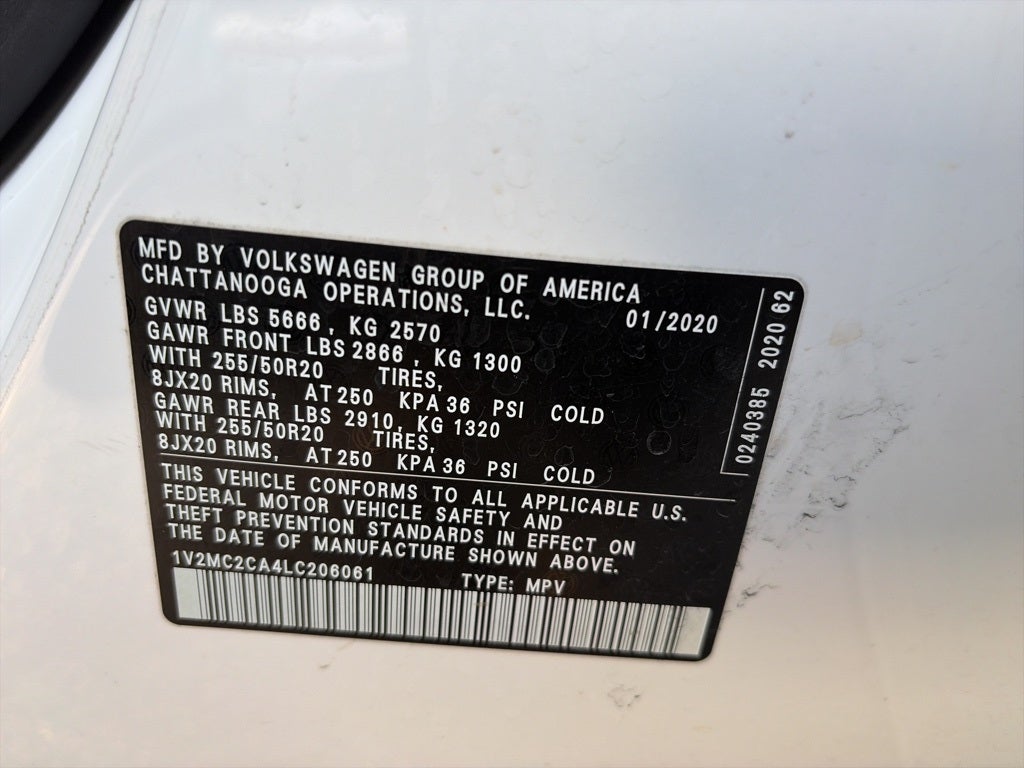 MFD BY VOLKSWAGEN GROUP OF AMERICA
CHATTANOOGA OPERATIONS, LLC.
01/2020
GVWR LBS 5666, KG 2570
GAWR FRONT LBS 2866, KG 1300
WITH 255/50R20 TIRES,
8JX20 RIMS, AT 250 KPA 36 PSI COLD
GAWR REAR LBS 2910, KG 1320
WITH 255/50R20 TIRES,
8JX20 RIMS, AT 250 KPA 36 PSI COLD
THIS VEHICLE CONFORMS TO ALL APPLICABLE U.S.
FEDERAL MOTOR VEHICLE SAFETY AND
THEFT PREVENTION STANDARDS IN EFFECT ON
THE DATE OF MANUFACTURE SHOWN ABOVE.
1V2MC2CA4LC206061 TYPE: MPV
0240385 2020 62